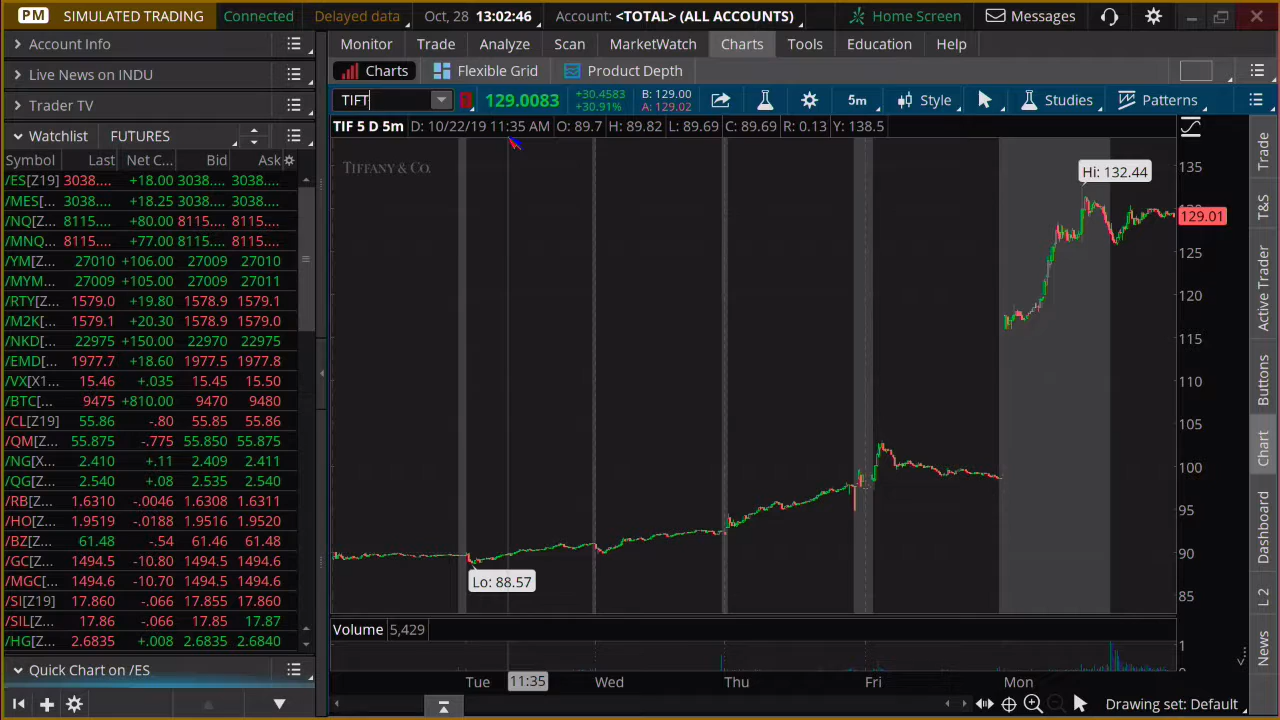 PM SIMULATED TRADING Connected Delayed data Oct, 28 13:02:46 Account: <TOTAL> (ALL ACCOUNTS) Home Screen Messages
Account Info
Live News on INDU
Trader TV
Watchlist FUTURES
Symbol Last Net C... Bid Ask
/ES[Z19] 3038.... +18.00 3038.... 3038....
/MES[... 3038.... +18.25 3038.... 3038....
/NQ[Z... 8115.... +80.00 8115.... 8115....
/MNQ... 8115.... +77.00 8115.... 8115....
/YM[Z... 27010 +106.00 27009 27010
/MYM... 27009 +105.00 27009 27011
/RTY[Z... 1579.0 +19.80 1578.9 1579.1
/M2K[... 1579.1 +20.30 1578.9 1579.0
/NKD[... 22975 +150.00 22970 22975
/EMD[... 1977.7 +18.60 1977.5 1977.8
/VX[X1... 15.46 +.035 15.45 15.50
/BTC[... 9475 +810.00 9470 9480
/CL[Z19] 55.86 -.80 55.85 55.86
/QM[Z... 55.875 -.775 55.850 55.875
/NG[X... 2.410 +.11 2.409 2.411
/QG[Z... 2.540 +.08 2.535 2.540
/RB[Z... 1.6310 -.0046 1.6308 1.6311
/HO[Z... 1.9519 -.0188 1.9516 1.9520
/BZ[Z... 61.48 -.54 61.46 61.48
/GC[Z... 1494.5 -10.80 1494.5 1494.6
/MGC[... 1494.6 -10.70 1494.5 1494.6
/SI[Z19] 17.860 -.066 17.855 17.860
/SIL[Z... 17.86 -.066 17.85 17.87
/HG[Z... 2.6835 +.008 2.6835 2.6840
Quick Chart on /ES
Monitor Trade Analyze Scan MarketWatch Charts Tools Education Help
Charts Flexible Grid Product Depth
TIFT 129.0083 +30.4583 B: 129.00 5m Style Studies Patterns
+30.91% A: 129.02
TIF 5 D 5m D: 10/22/19 11:35 AM O: 89.7 H: 89.82 L: 89.69 C: 89.69 R: 0.13 Y: 138.5
TIFFANY & CO.
Hi: 132.44
Lo: 88.57
135
129.01
125
120
115
110
105
100
95
90
85
Volume 5,429
1
Tue 11:35 Wed Thu Fri Mon
Drawing set: Default
Trade
T&S
Active Trader
Buttons
Chart
Dashboard
L 2
News